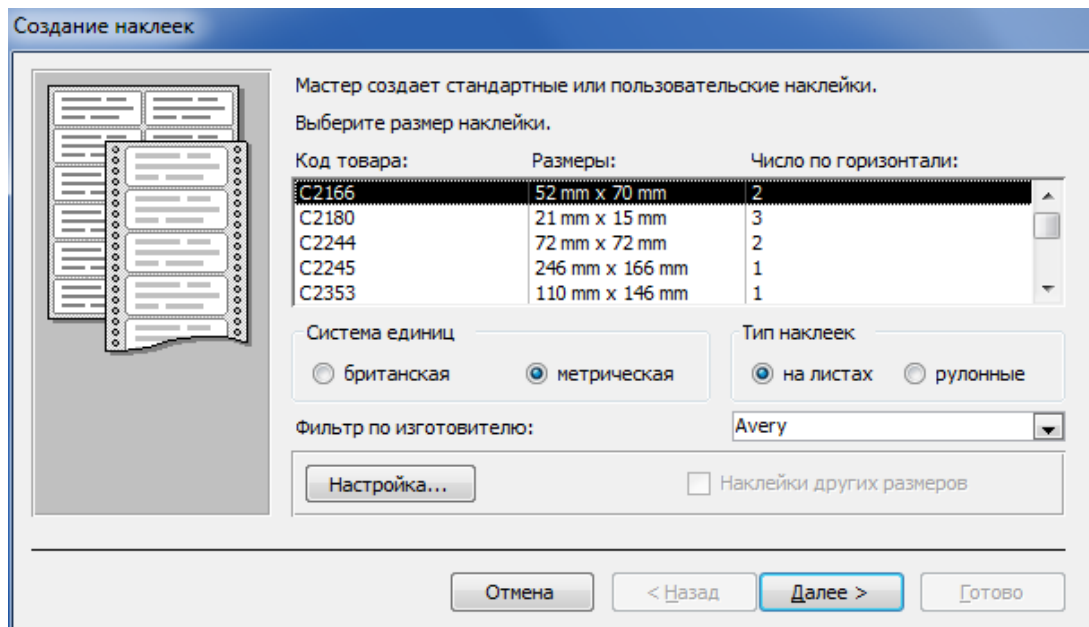 Создание наклеек
Мастер создает стандартные или пользовательские наклейки.
Выберите размер наклейки.
Код товара: Размеры: Число по горизонтали:
C2166 52 mm x 70 mm 2
C2180 21 mm x 15 mm 3
C2244 72 mm x 72 mm 2
C2245 246 mm x 166 mm 1
C2353 110 mm x 146 mm 1
Система единиц Тип наклеек
британская метрическая на листах рулонные
Фильтр по изготовителю: Avery
Настройка... Наклейки других размеров
Отмена < Назад Далее > Готово